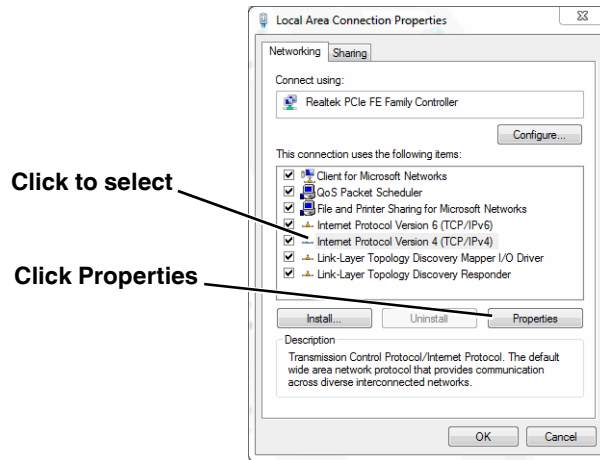 Local Area Connection Properties
Networking
Sharing
Connect using:
Realtek PCIe FE Family Controller
Configure...
This connection uses the following items:
Click to select
Client for Microsoft Networks
QoS Packet Scheduler
File and Printer Sharing for Microsoft Networks
Internet Protocol Version 6 (TCP/IPv6)
Internet Protocol Version 4 (TCP/IPv4)
Link-Layer Topology Discovery Mapper I/O Driver
Link-Layer Topology Discovery Responder
Click Properties
Install...
Uninstall
Properties
Description
Transmission Control Protocol/Internet Protocol. The default
wide area network protocol that provides communication
across diverse interconnected networks.
OK
Cancel